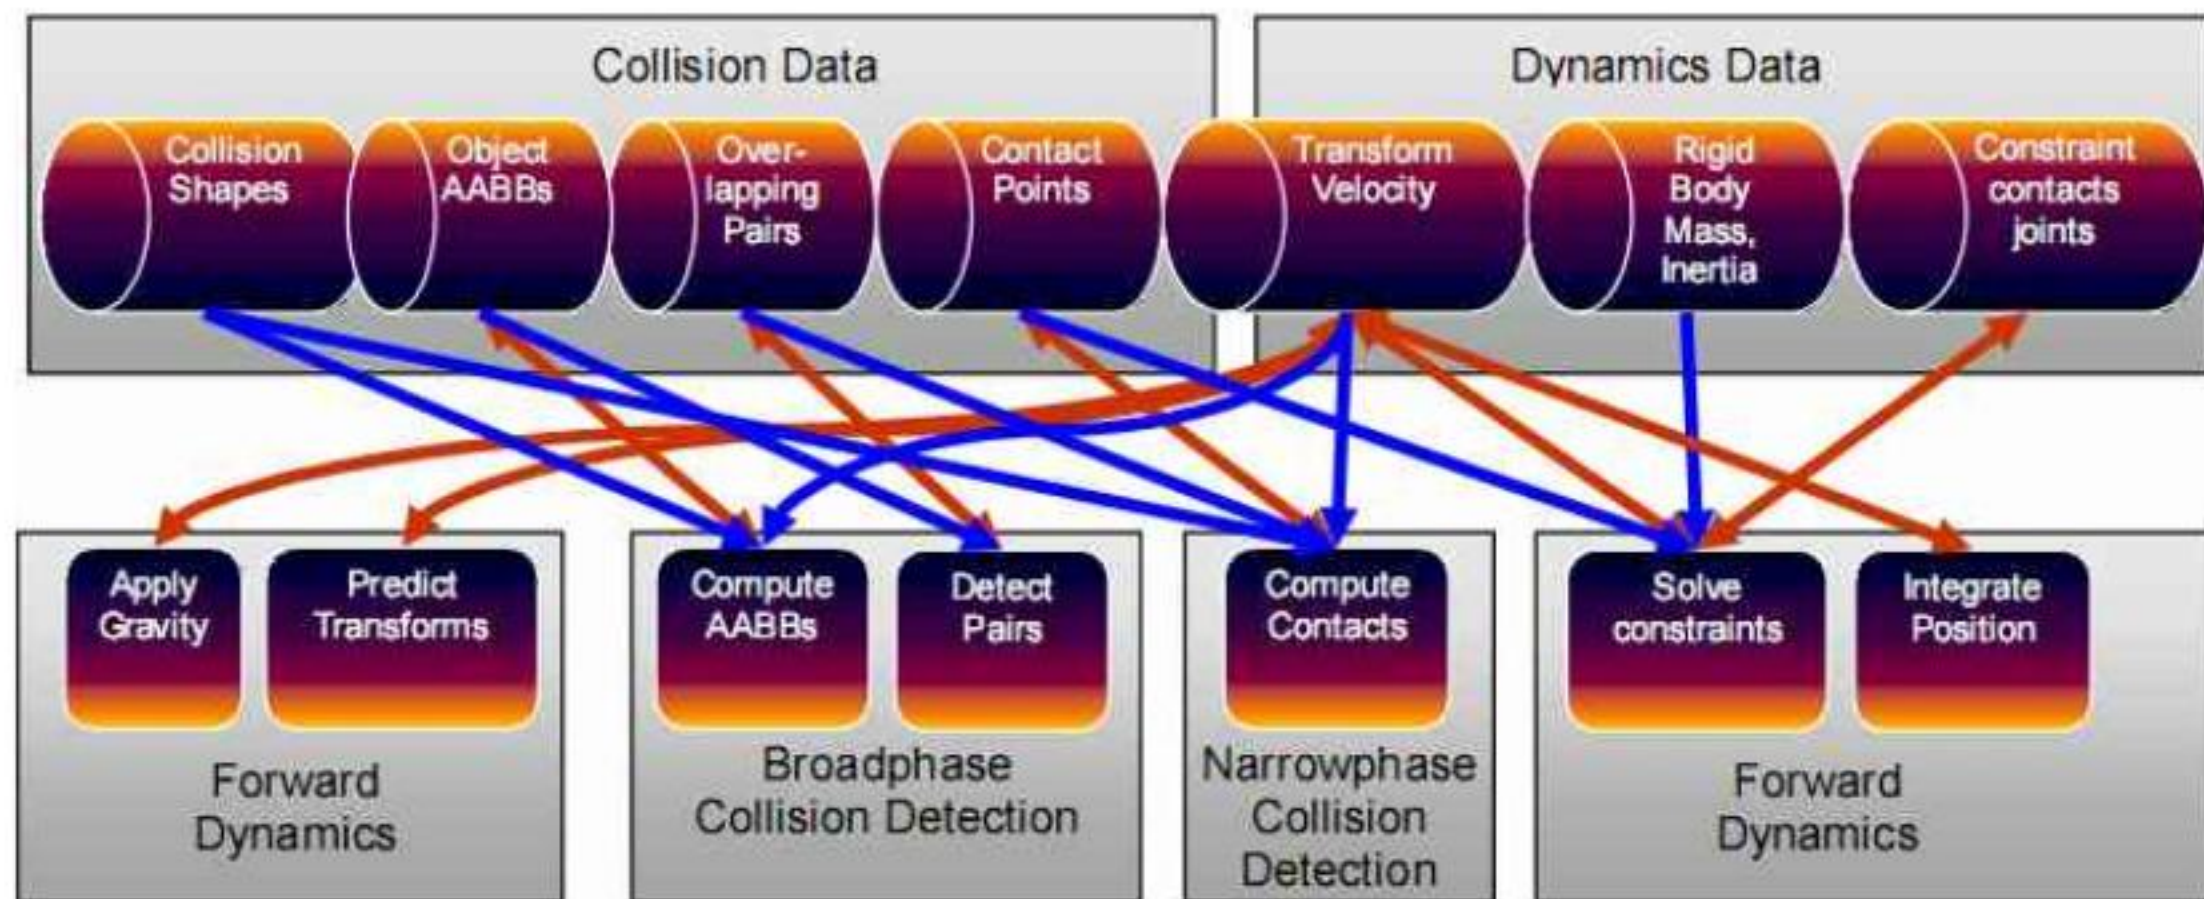 Collision Data
Dynamics Data
Collision
Shapes
Object
AABBs
Over-
lapping
Pairs
Contact
Points
Transform
Velocity
Rigid
Body
Mass,
Inertia
Constraint
contacts
joints
Apply
Gravity
Predict
Transforms
Compute
AABBs
Detect
Pairs
Compute
Contacts
Solve
constraints
Integrate
Position
Forward
Dynamics
Broadphase
Collision Detection
Narrowphase
Collision
Detection
Forward
Dynamics